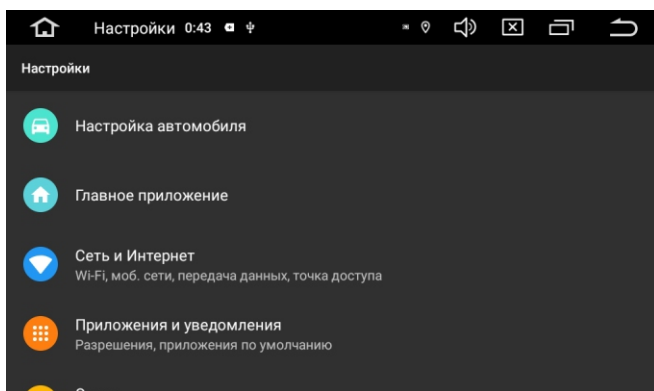 Настройки 0:43
Настройки
Настройка автомобиля
Главное приложение
Сеть и Интернет
Wi-Fi, моб. сети, передача данных, точка доступа
Приложения и уведомления
Разрешения, приложения по умолчанию